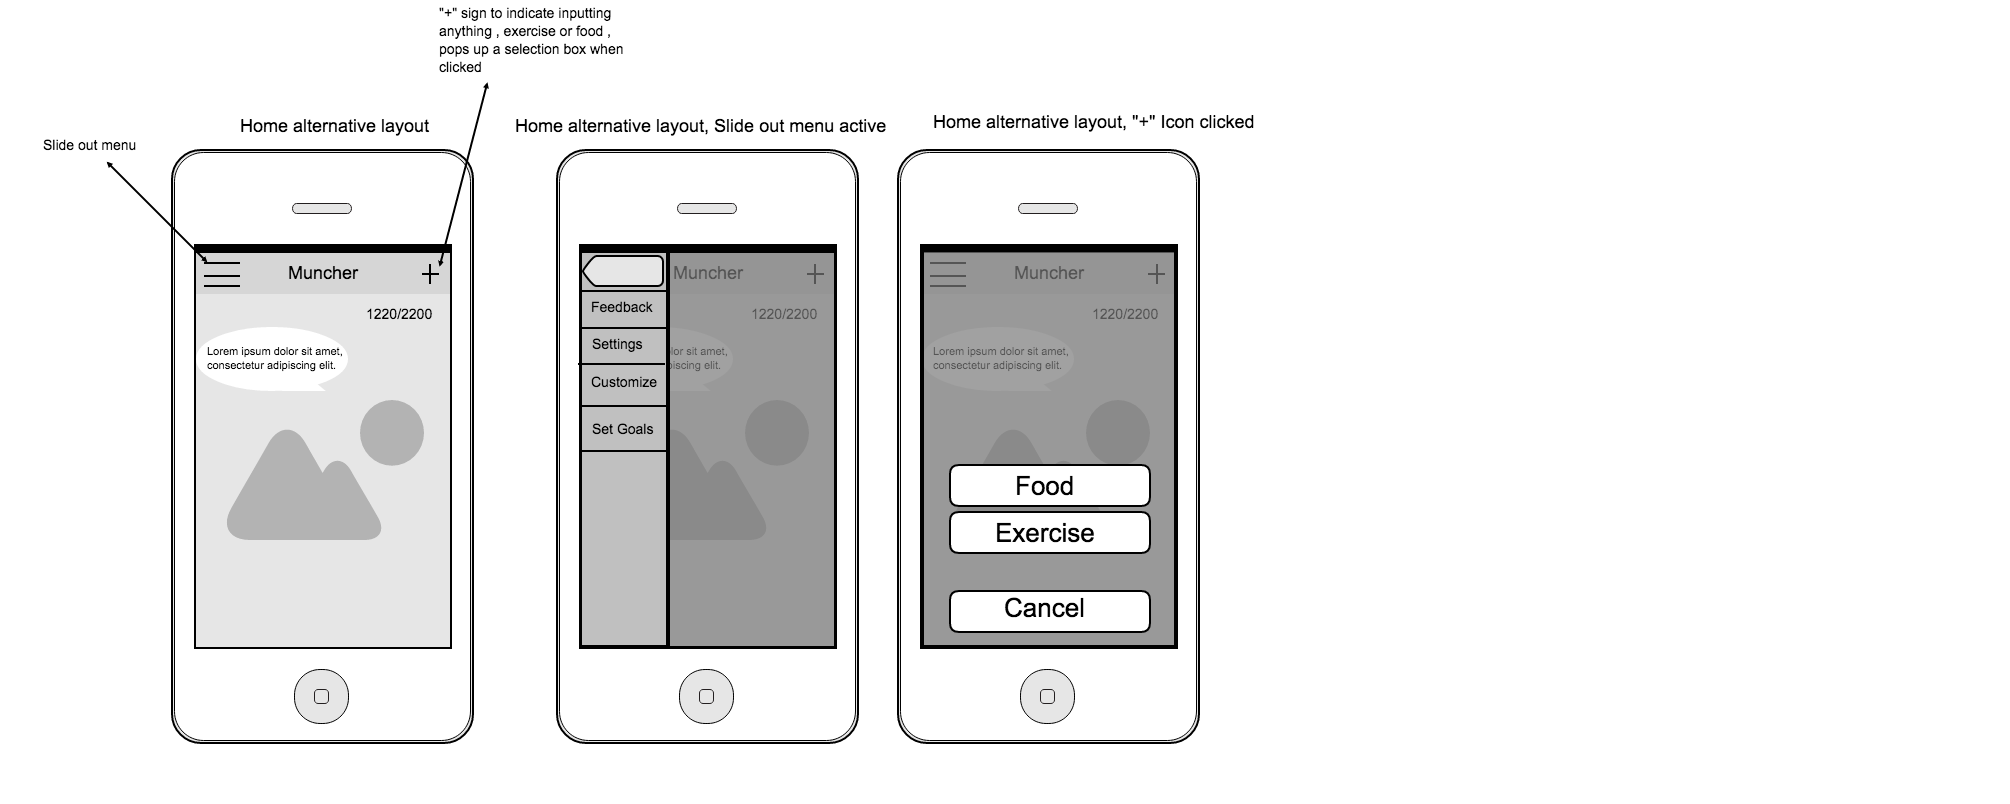 "+" sign to indicate inputting
anything , exercise or food ,
pops up a selection box when
clicked
Slide out menu
Home alternative layout
Muncher
1220/2200
Lorem ipsum dolor sit amet,
consectetur adipiscing elit.
Home alternative layout, Slide out menu active
Muncher
Feedback
1220/2200
Settings
lor sit amet,
piscing elit.
Customize
Set Goals
Home alternative layout, "+" Icon clicked
Muncher
1220/2200
Lorem ipsum dolor sit amet,
consectetur adipiscing elit.
Food
Exercise
Cancel